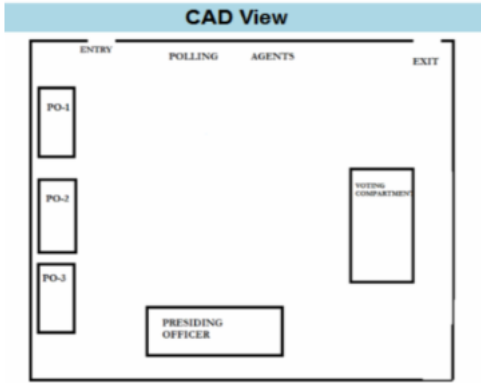 CAD View
ENTRY
POLLING AGENTS
EXIT
PO-1
PO-2
VOTING
COMPARTMENT
PO-3
PRESIDING
OFFICER